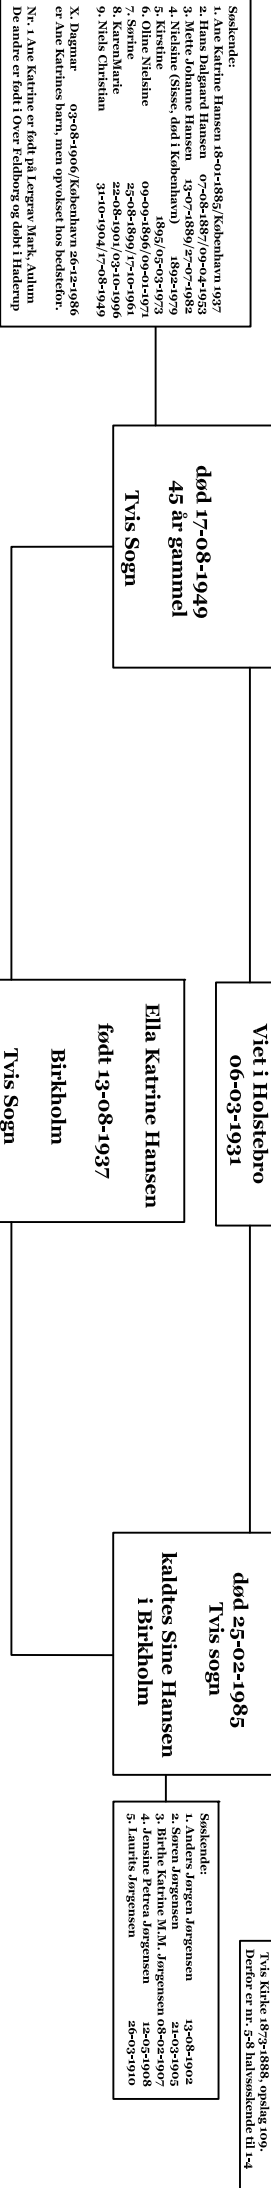 Søskende:
1. Ane Katrine Hansen 18-01-1885/København 1937
2. Hans Dalgaard Hansen 07-08-1887/09-04-1953
3. Mette Johanne Hansen 13-07-1889/27-07-1982
4. Nielsine (Sisse, død i København) 1892-1979
5. Kirstine 1895/05-03-1973
6. Oline Nielsine 09-09-1896/09-01-1971
7. Sørine 25-08-1899/17-10-1961
8. KarenMarie 22-08-1901/03-10-1996
9. Niels Christian 31-10-1904/17-08-1949
X. Dagmar 03-08-1906/København 26-12-1986
er Ane Katrines barn, men opvokset hos bedstefor.
Nr. 1 Ane Katrine er født på Lergrav Mark, Aulum
De andre er født i Over Feldborg og døbt i Haderup
død 17-08-1949
45 år gammel
Tvis Sogn
Viet i Holstebro
06-03-1931
Ella Katrine Hansen
født 13-08-1937
Birkholm
Tvis Sogn
død 25-02-1985
Tvis sogn
kaldtes Sine Hansen
i Birkholm
Søskende:
1. Anders Jørgen Jørgensen 13-08-1902
2. Søren Jørgensen 21-03-1905
3. Birthe Katrine M.M. Jørgensen 08-02-1907
4. Jensine Petrea Jørgensen 12-05-1908
5. Laurits Jørgensen 26-03-1910
Tvis Kirke 1873-1888, opslag 109.
Derfor er nr. 5-8 halvsøskende til 1-4